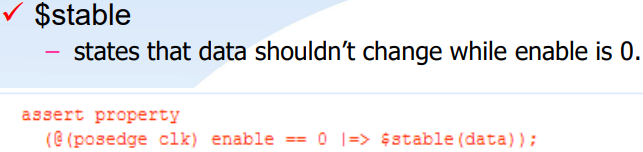 ✓ $stable
– states that data shouldn’t change while enable is 0.
assert property
(@(posedge clk) enable == 0 |=> $stable(data));